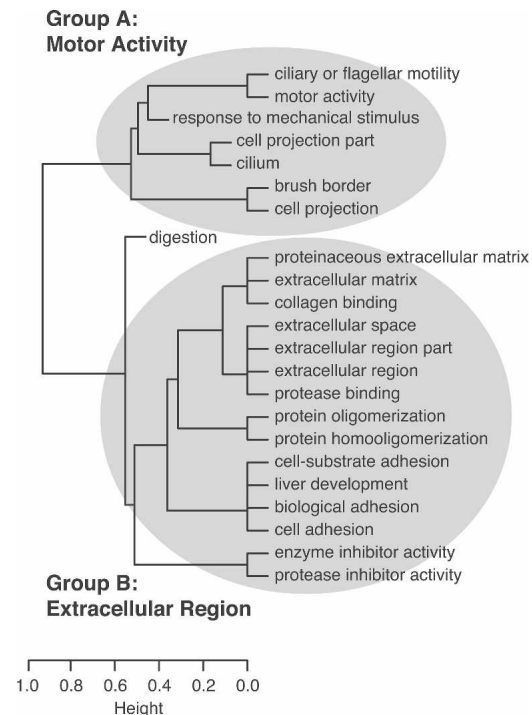 Group A:
Motor Activity
ciliary or flagellar motility
motor activity
response to mechanical stimulus
cell projection part
cilium
brush border
cell projection
digestion
proteinaceous extracellular matrix
extracellular matrix
collagen binding
extracellular space
extracellular region part
extracellular region
protease binding
protein oligomerization
protein homooligomerization
cell-substrate adhesion
liver development
biological adhesion
cell adhesion
enzyme inhibitor activity
protease inhibitor activity
Group B:
Extracellular Region
1.0 0.8 0.6 0.4 0.2 0.0
Height